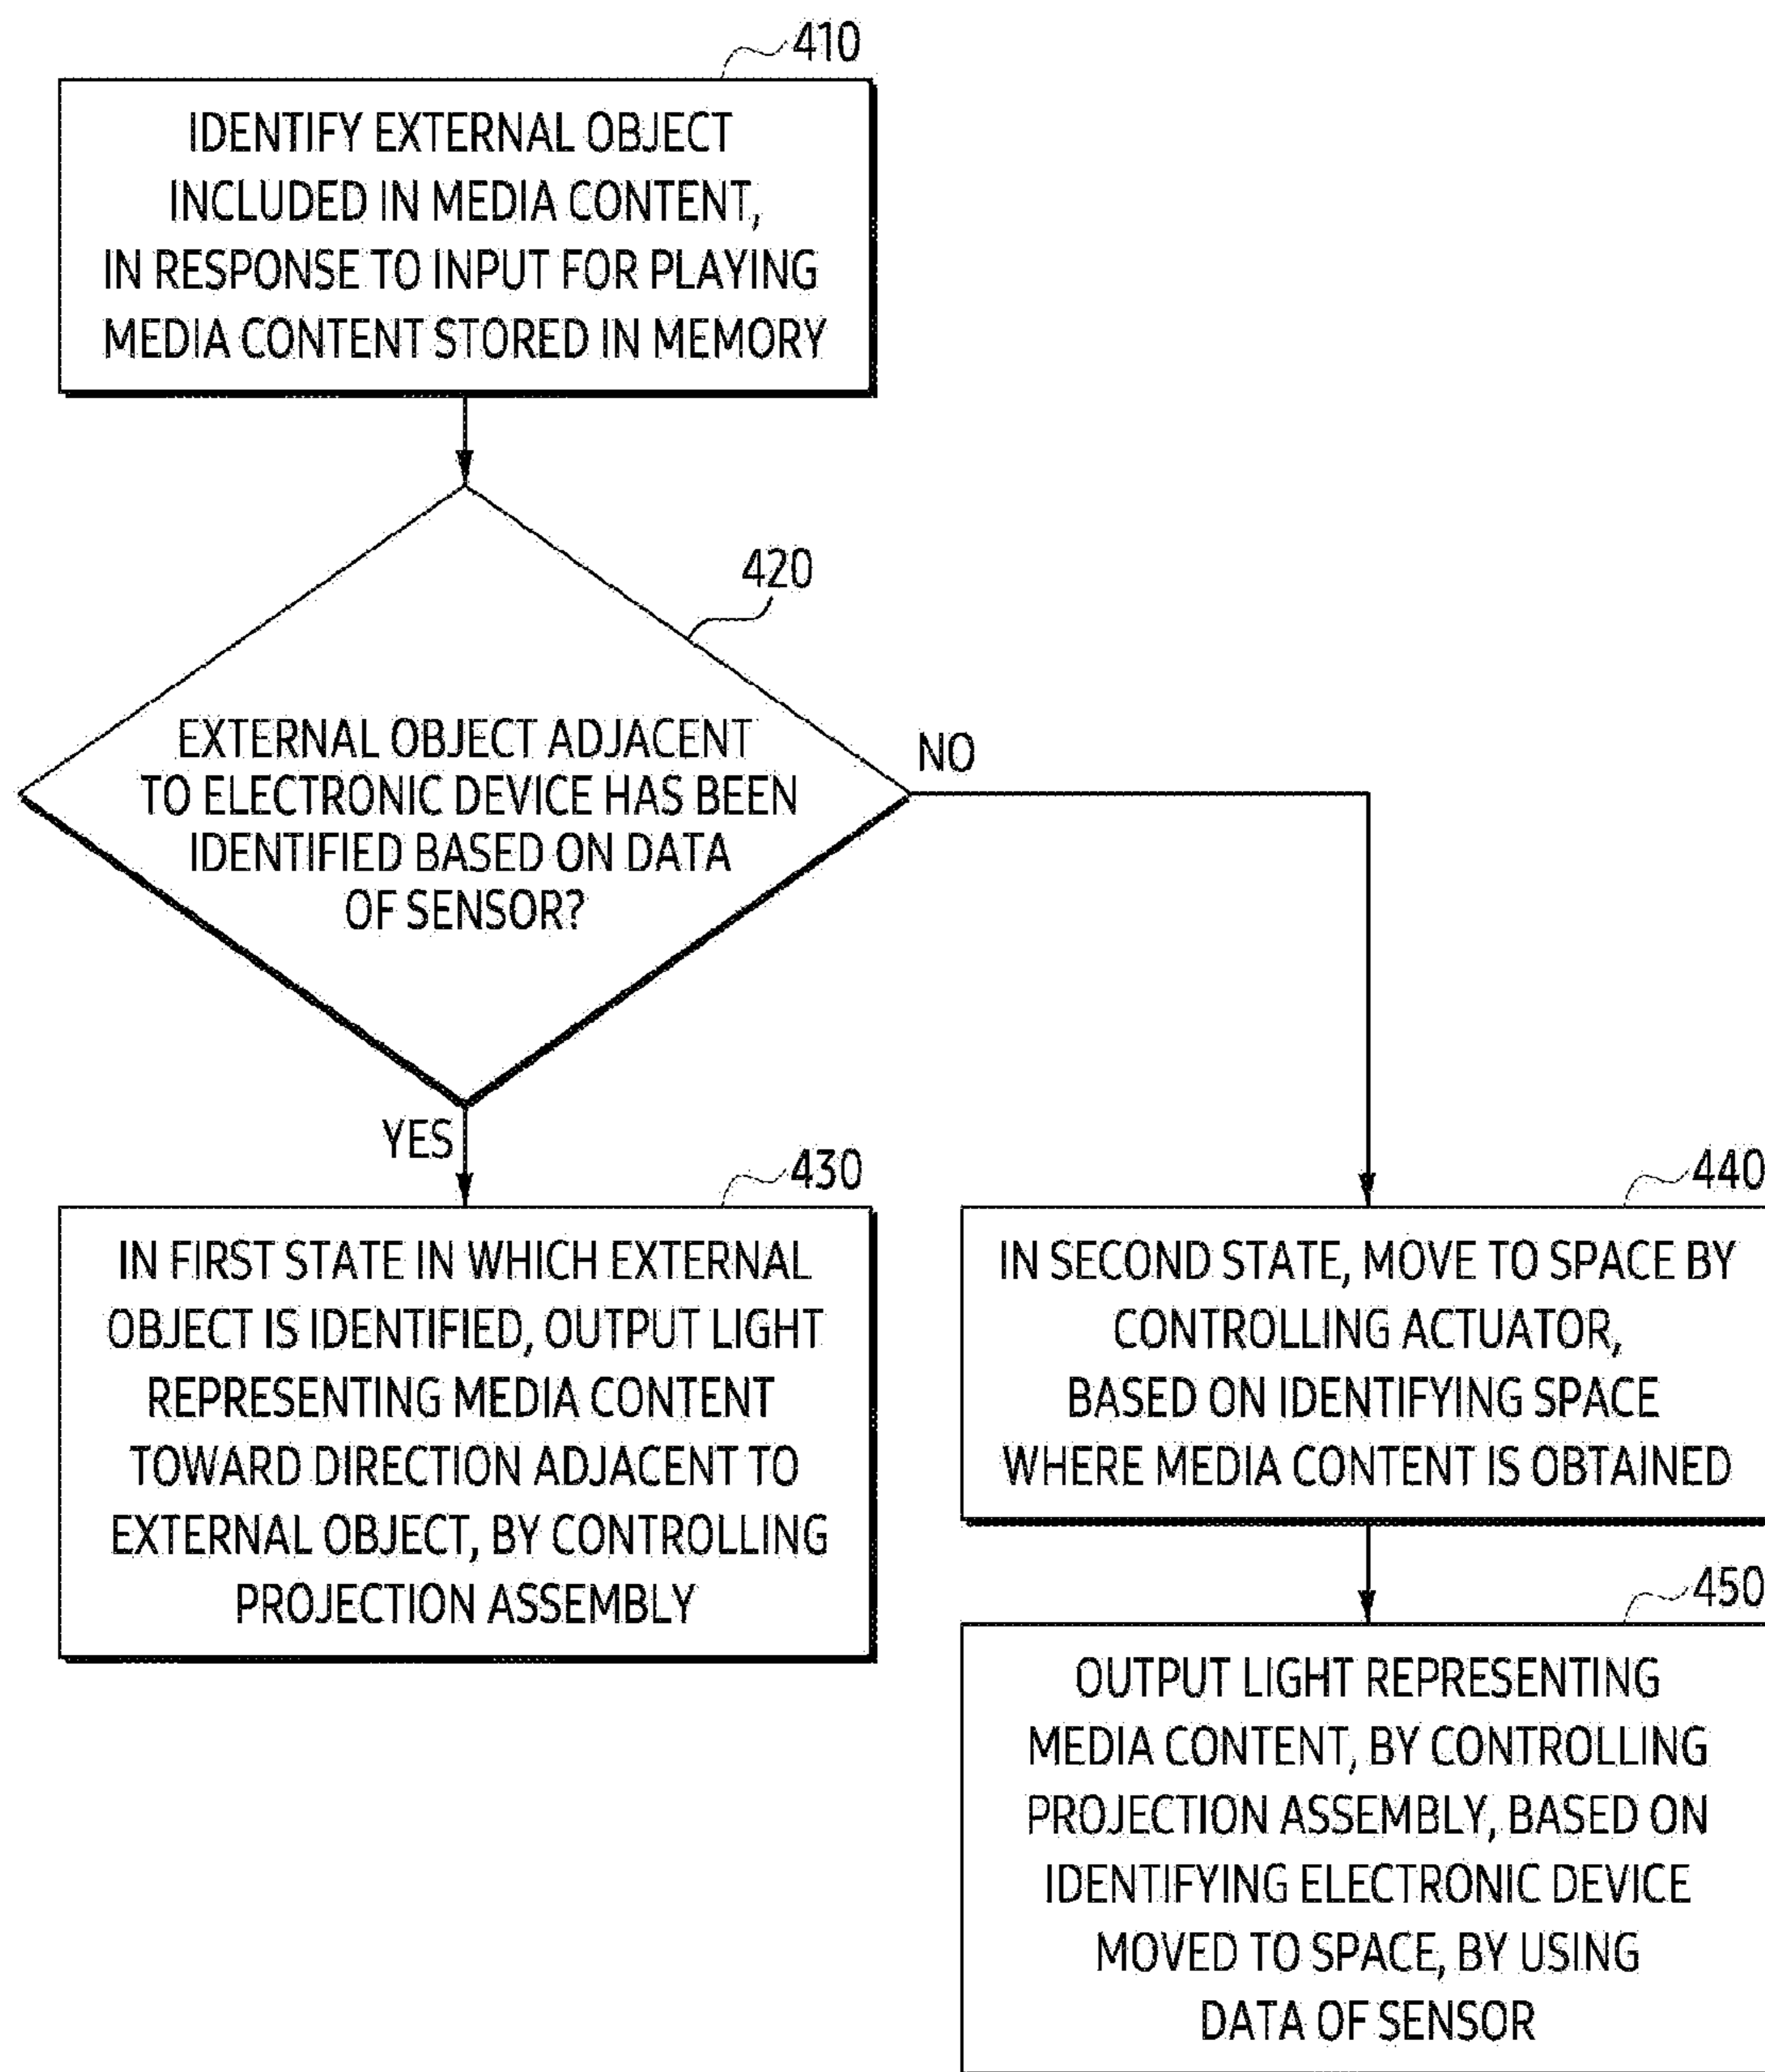 410
IDENTIFY EXTERNAL OBJECT
INCLUDED IN MEDIA CONTENT,
IN RESPONSE TO INPUT FOR PLAYING
MEDIA CONTENT STORED IN MEMORY
420
EXTERNAL OBJECT ADJACENT
TO ELECTRONIC DEVICE HAS BEEN
IDENTIFIED BASED ON DATA
OF SENSOR?
NO
YES
430
IN FIRST STATE IN WHICH EXTERNAL
OBJECT IS IDENTIFIED, OUTPUT LIGHT
REPRESENTING MEDIA CONTENT
TOWARD DIRECTION ADJACENT TO
EXTERNAL OBJECT, BY CONTROLLING
PROJECTION ASSEMBLY
440
IN SECOND STATE, MOVE TO SPACE BY
CONTROLLING ACTUATOR,
BASED ON IDENTIFYING SPACE
WHERE MEDIA CONTENT IS OBTAINED
450
OUTPUT LIGHT REPRESENTING
MEDIA CONTENT, BY CONTROLLING
PROJECTION ASSEMBLY, BASED ON
IDENTIFYING ELECTRONIC DEVICE
MOVED TO SPACE, BY USING
DATA OF SENSOR